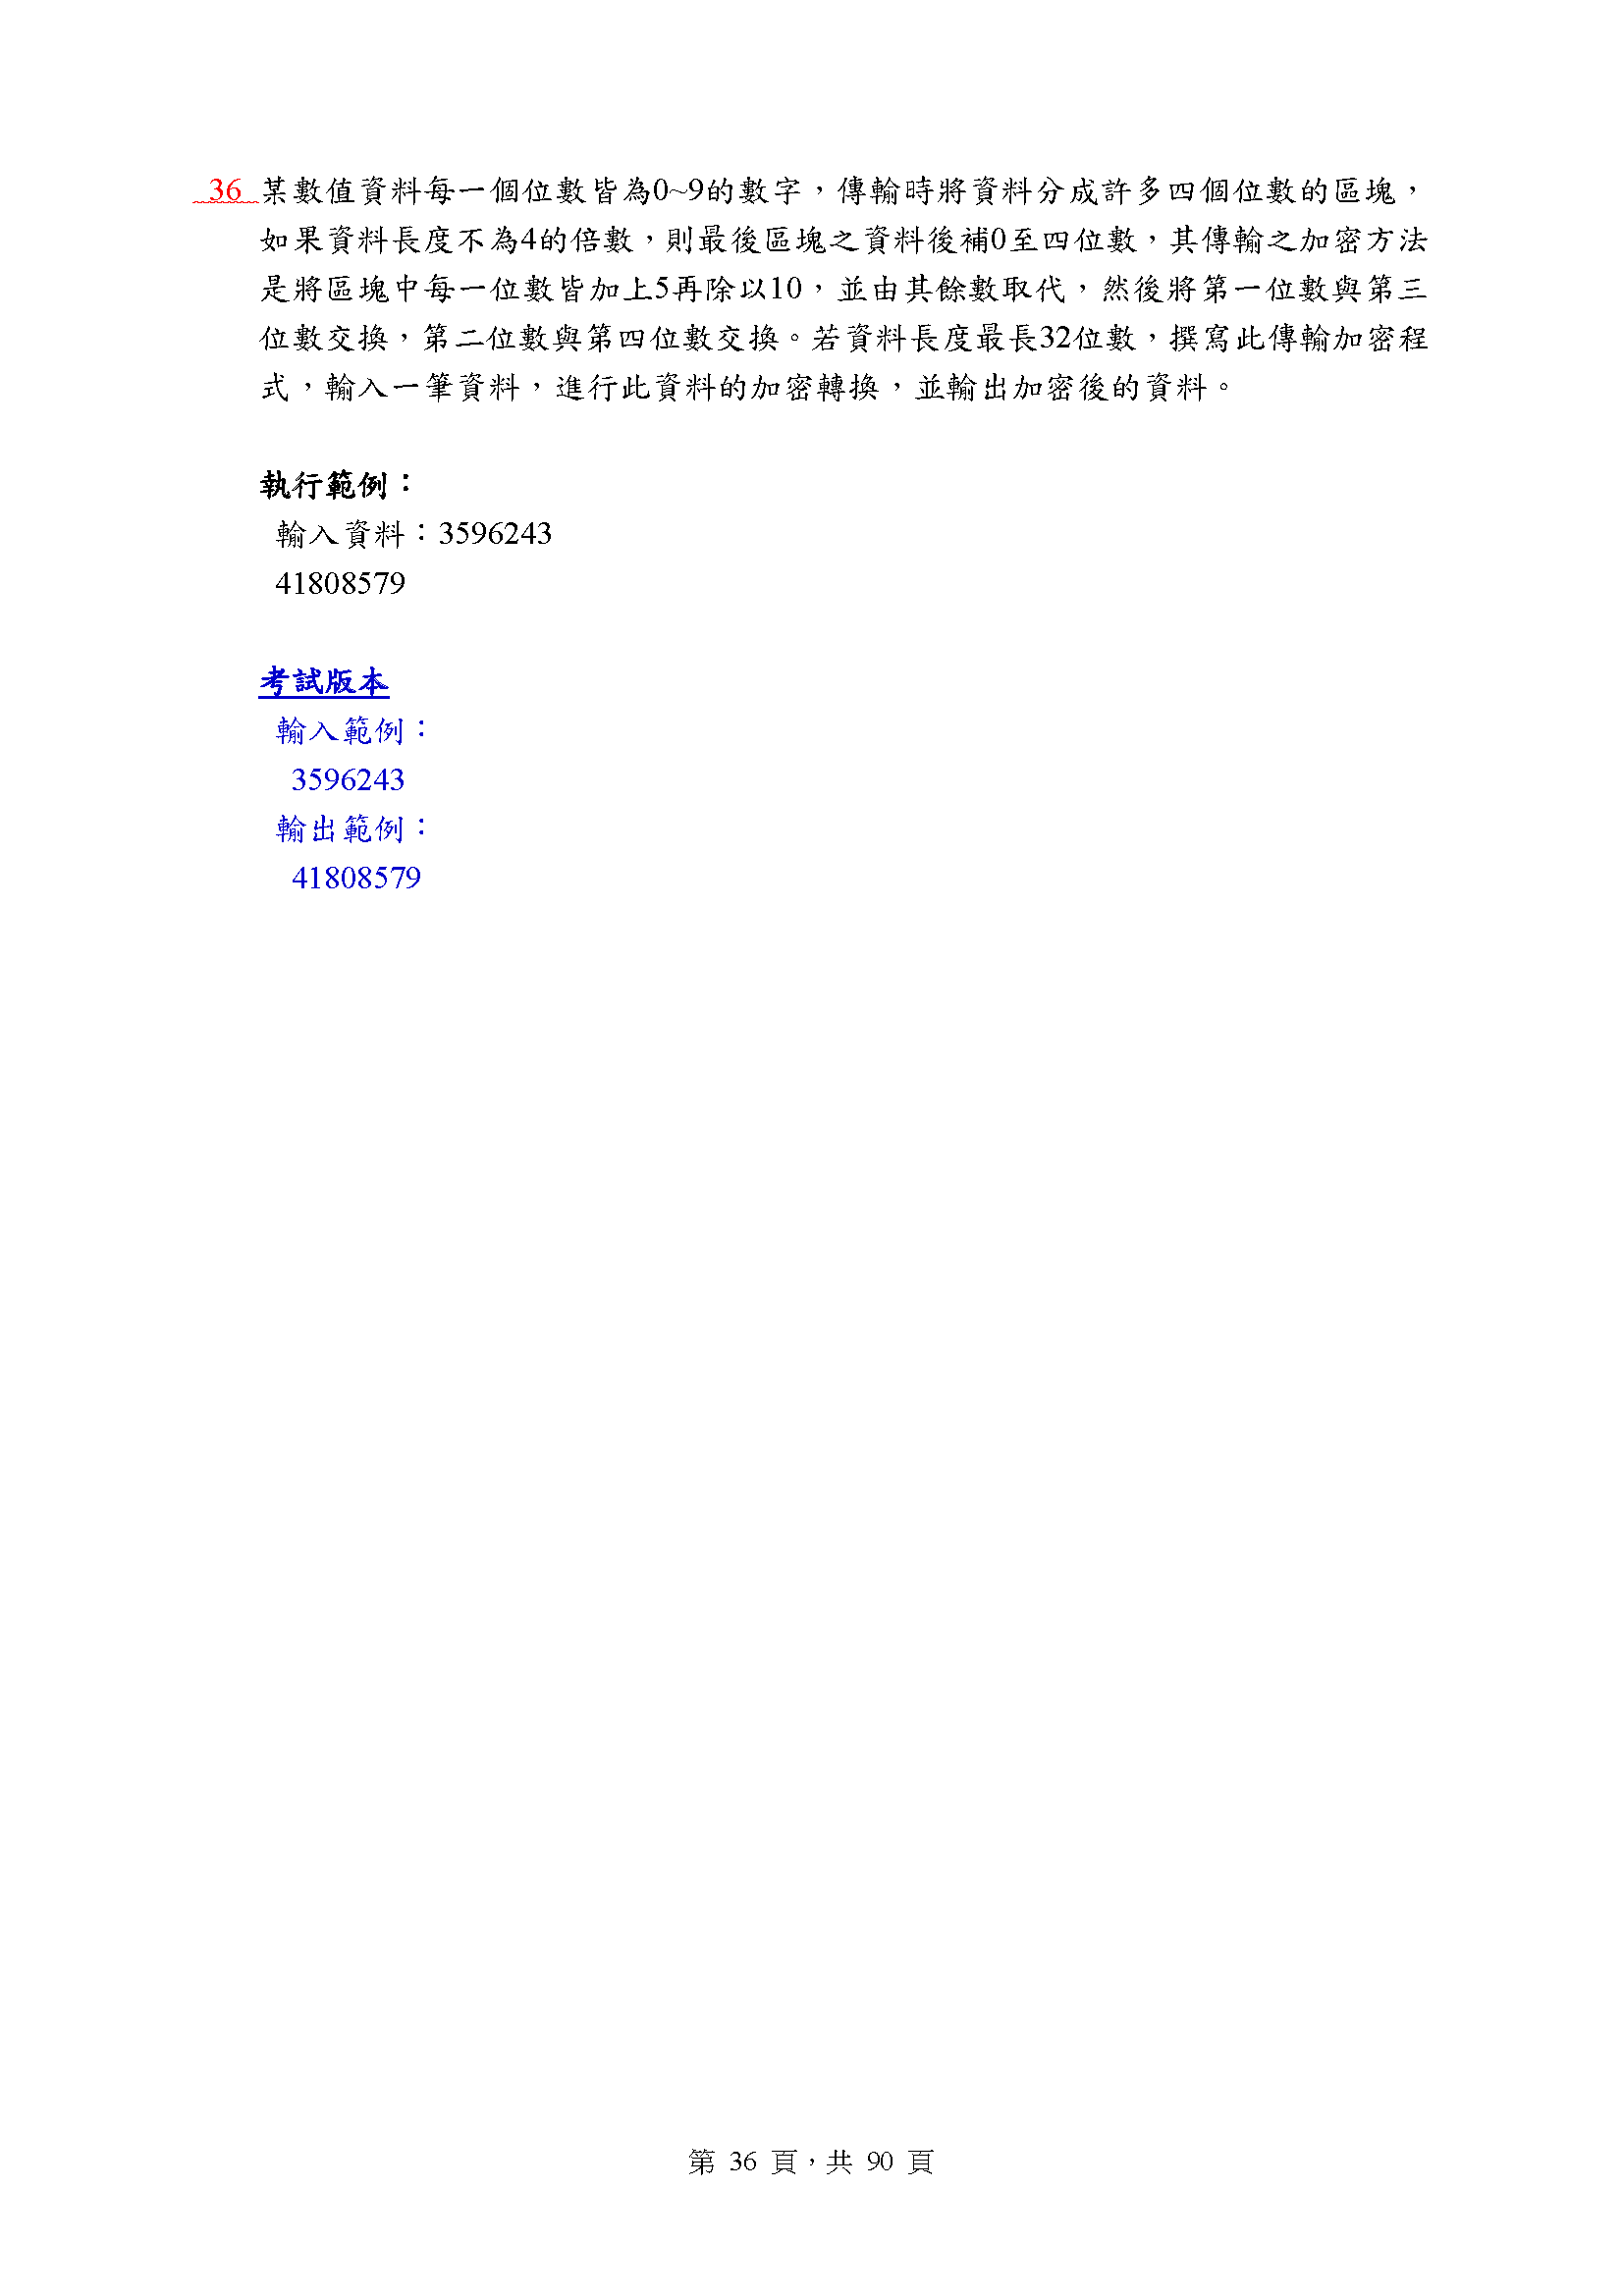 36 某數值資料每一個位數皆為0~9的數字，傳輸時將資料分成許多四個位數的區塊，
如果資料長度不為4的倍數，則最後區塊之資料後補0至四位數，其傳輸之加密方法
是將區塊中每一位數皆加上5再除以10，並由其餘數取代，然後將第一位數與第三
位數交換，第二位數與第四位數交換。若資料長度最長32位數，撰寫此傳輸加密程
式，輸入一筆資料，進行此資料的加密轉換，並輸出加密後的資料。
執行範例：
輸入資料：3596243
41808579
考試版本
輸入範例：
3596243
輸出範例：
41808579
第 36 頁，共 90 頁